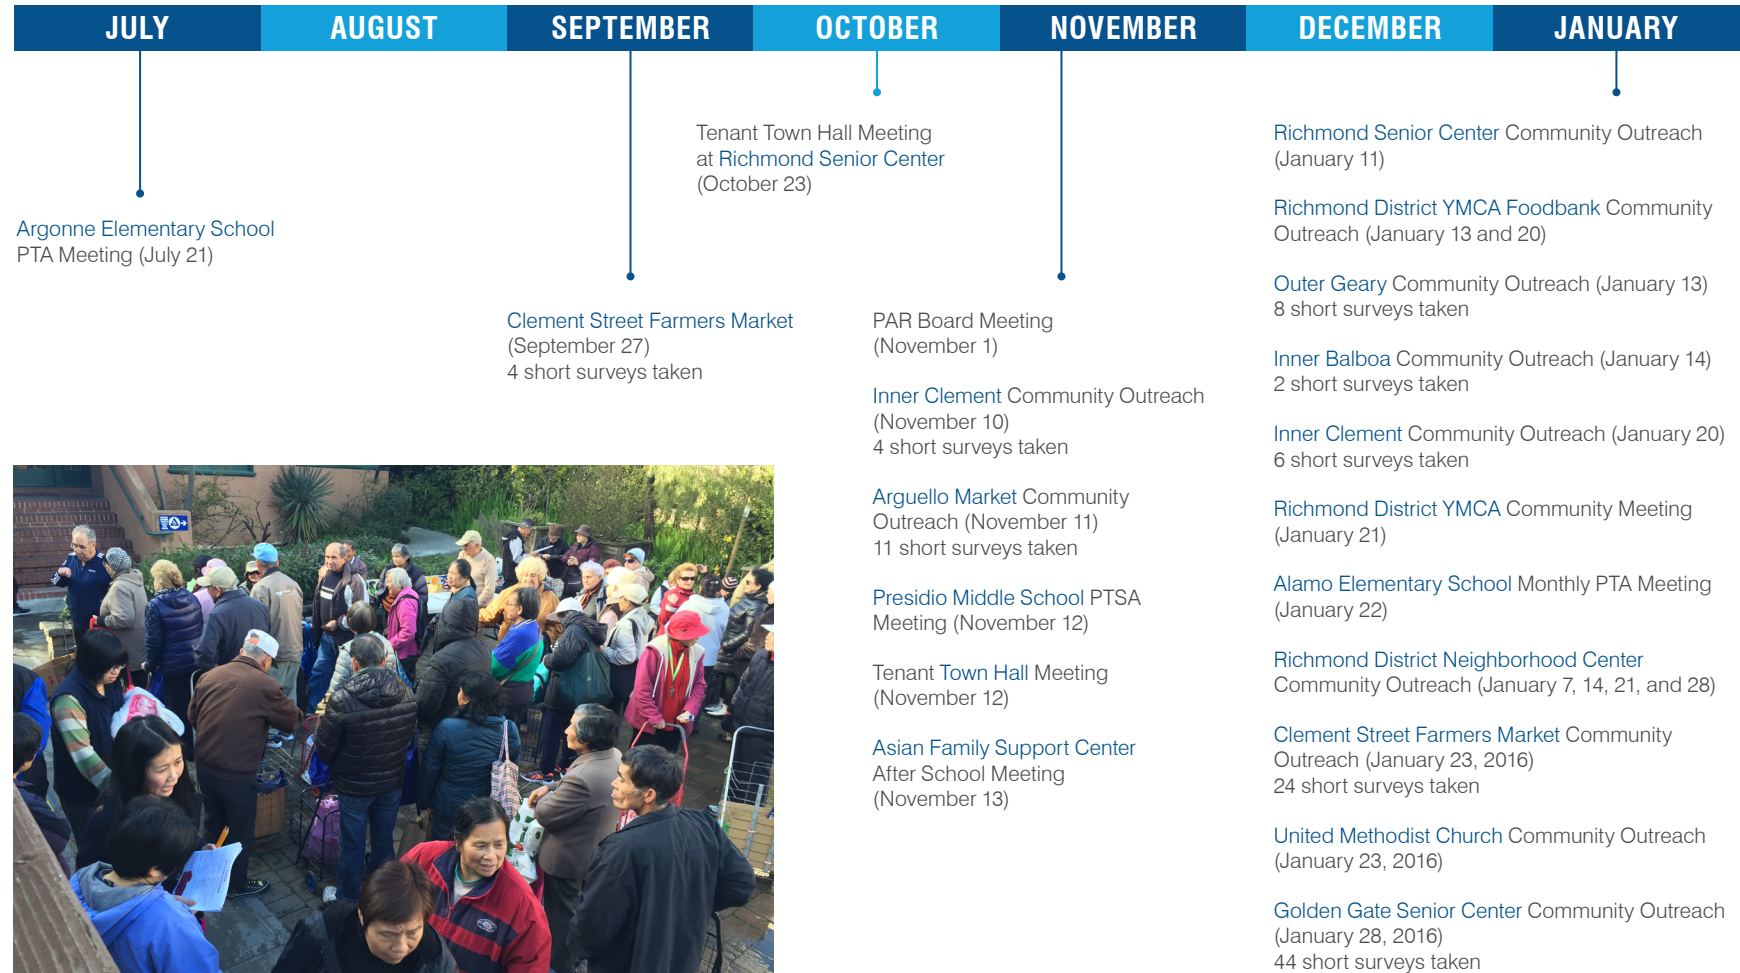 JULY
AUGUST
SEPTEMBER
OCTOBER
NOVEMBER
DECEMBER
JANUARY
Argonne Elementary School
PTA Meeting (July 21)
Clement Street Farmers Market
(September 27)
4 short surveys taken
Tenant Town Hall Meeting
at Richmond Senior Center
(October 23)
PAR Board Meeting
(November 1)
Inner Clement Community Outreach
(November 10)
4 short surveys taken
Arguello Market Community
Outreach (November 11)
11 short surveys taken
Presidio Middle School PTSA
Meeting (November 12)
Tenant Town Hall Meeting
(November 12)
Asian Family Support Center
After School Meeting
(November 13)
Richmond Senior Center Community Outreach
(January 11)
Richmond District YMCA Foodbank Community
Outreach (January 13 and 20)
Outer Geary Community Outreach (January 13)
8 short surveys taken
Inner Balboa Community Outreach (January 14)
2 short surveys taken
Inner Clement Community Outreach (January 20)
6 short surveys taken
Richmond District YMCA Community Meeting
(January 21)
Alamo Elementary School Monthly PTA Meeting
(January 22)
Richmond District Neighborhood Center
Community Outreach (January 7, 14, 21, and 28)
Clement Street Farmers Market Community
Outreach (January 23, 2016)
24 short surveys taken
United Methodist Church Community Outreach
(January 23, 2016)
Golden Gate Senior Center Community Outreach
(January 28, 2016)
44 short surveys taken